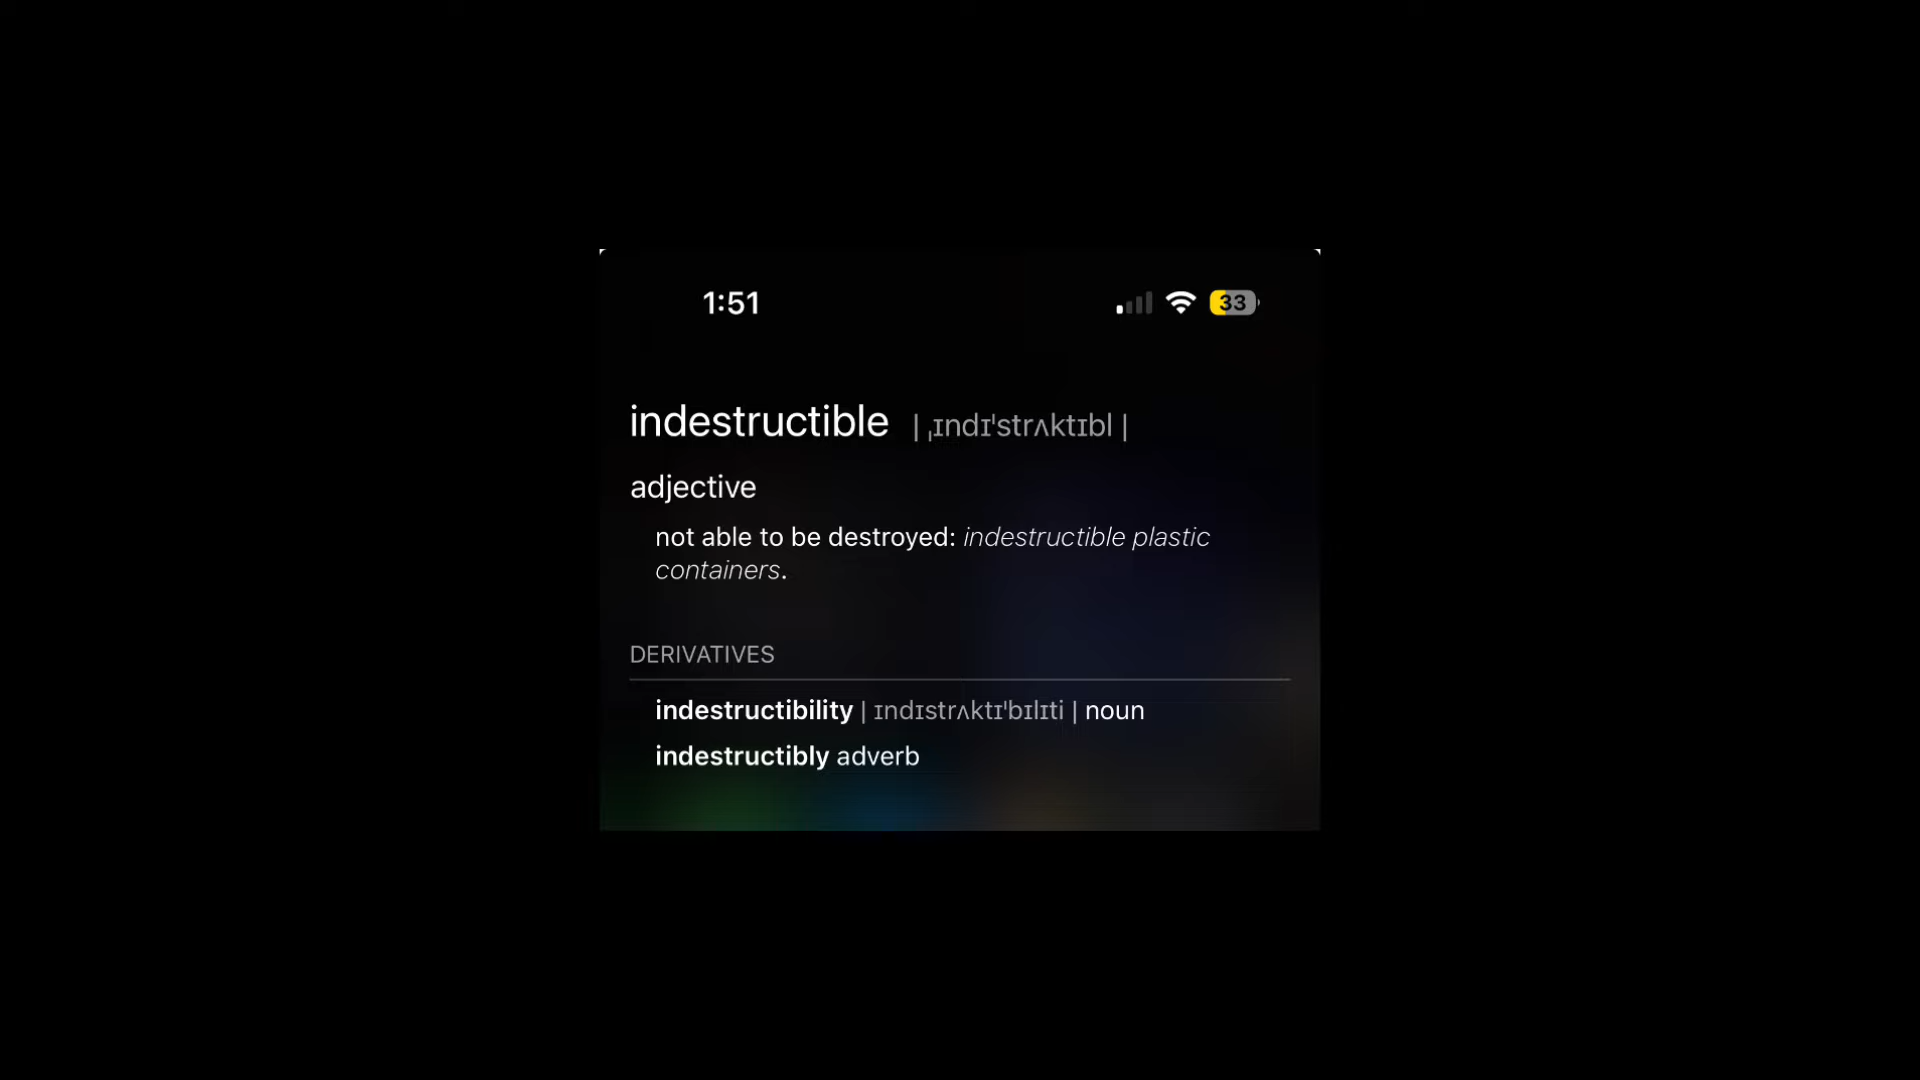 1:51
33
indestructible | ˌɪndɪˈstrʌktɪbl |
adjective
not able to be destroyed: indestructible plastic
containers.
DERIVATIVES
indestructibility | ɪndɪstrʌktɪˈbɪlɪti | noun
indestructibly adverb